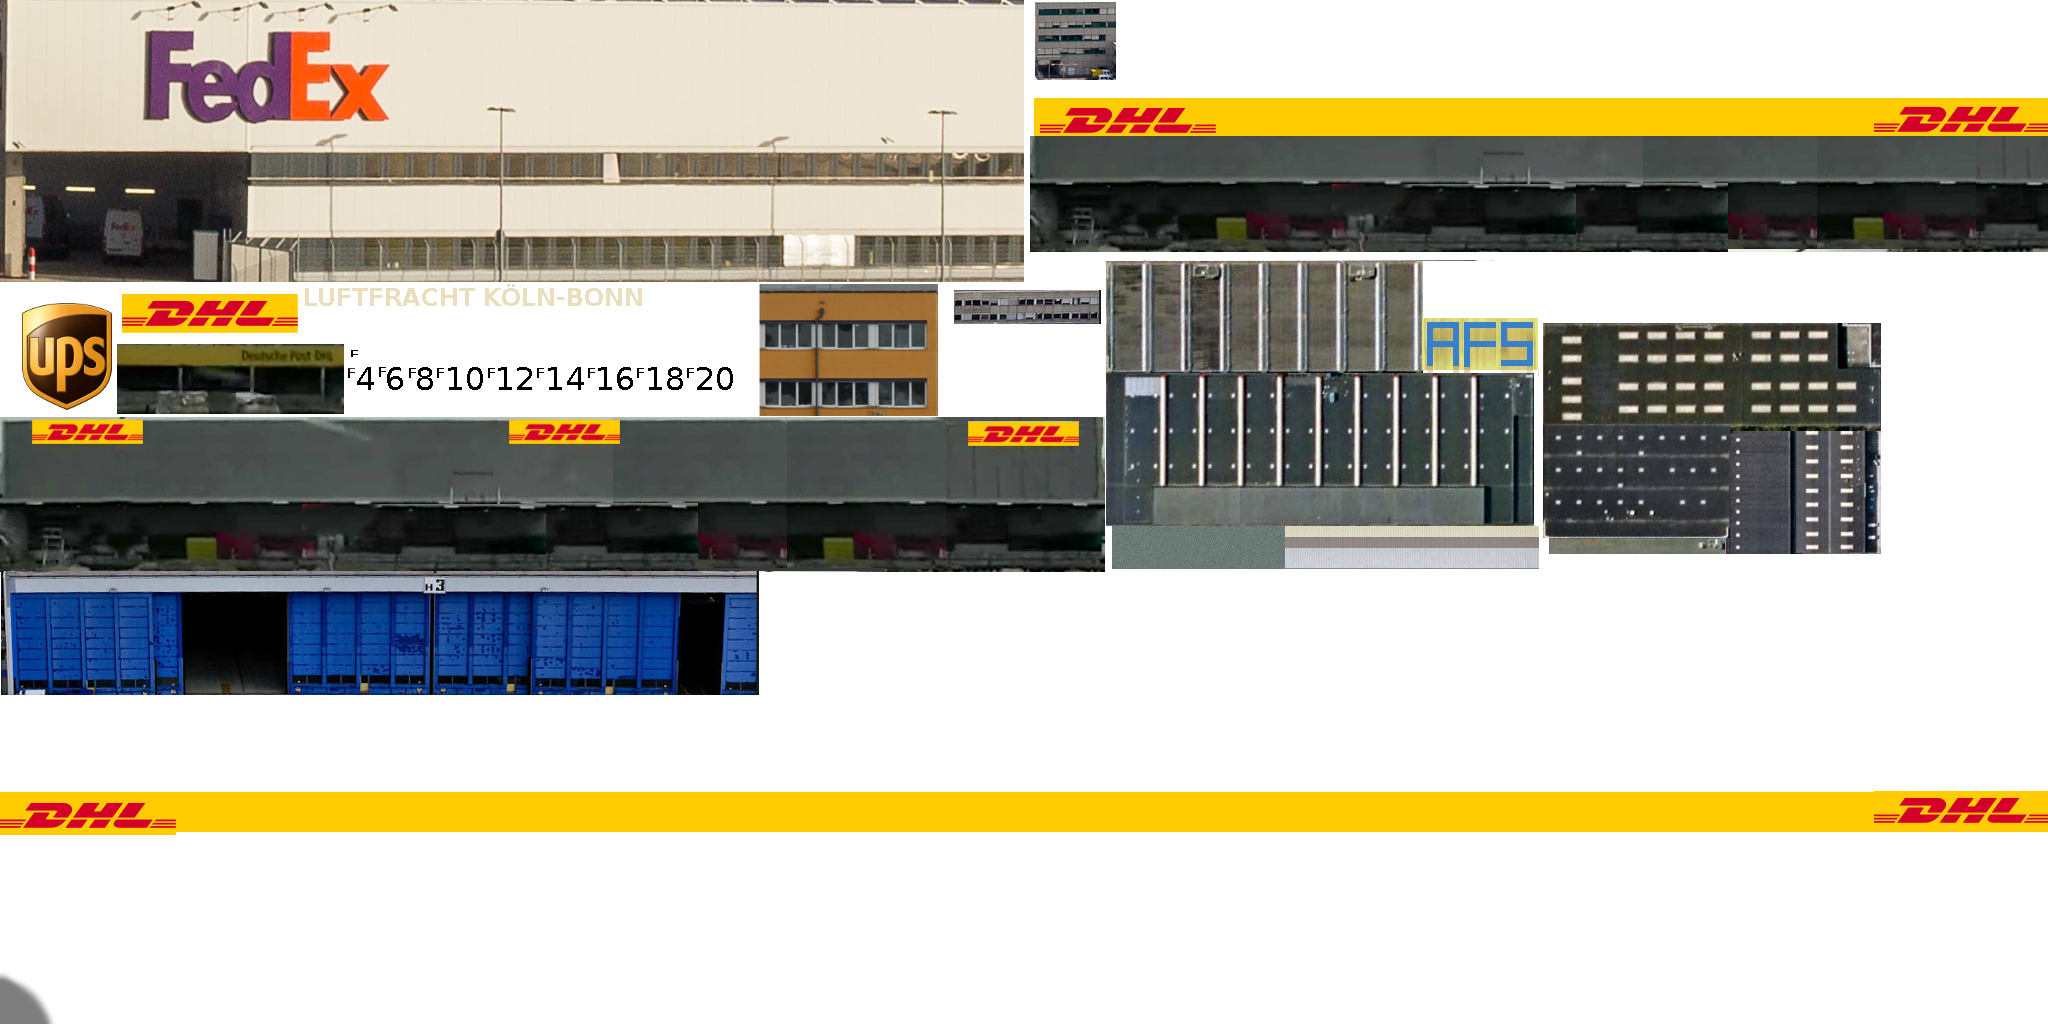 FedEx
FedEx
DHL
DHL
ups
DHL
LUFTFRACHT KÖLN-BONN
Deutsche Post DHL
F
F4F6F8F10F12F14F16F18F20
AFS
DHL
DHL
DHL
H3
DHL
DHL